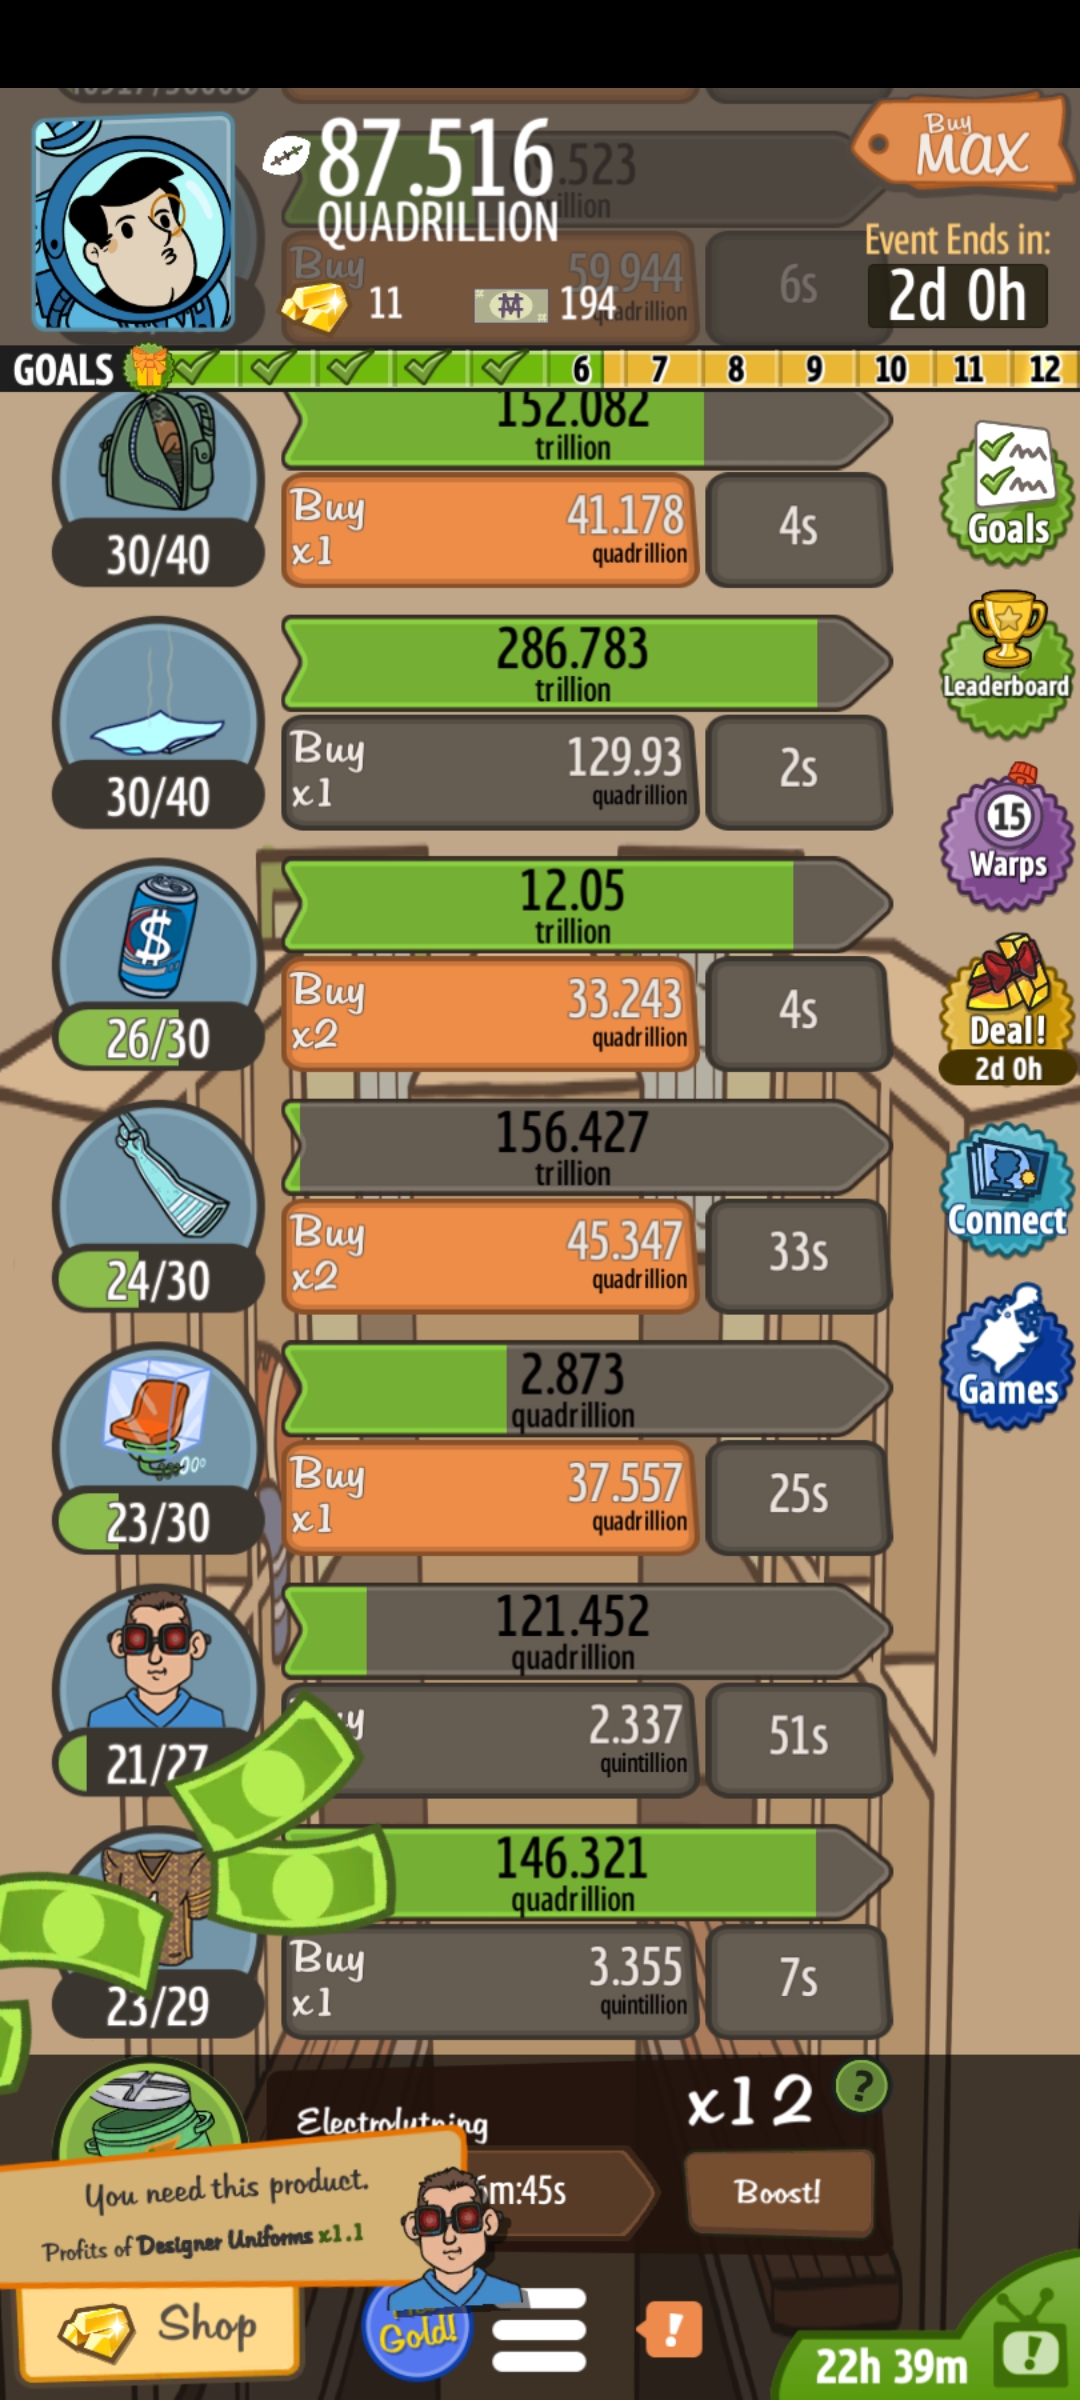 87.516
QUADRILLION
Buy
MAX
Event Ends in:
2d 0h
11
194
Buy
59.944
6s
GOALS
6
7
8
9
10
11
12
152.082
trillion
30/40
Buy
x1
41.178
quadrillion
4s
Goals
286.783
trillion
30/40
Buy
x1
129.93
quadrillion
2s
Leaderboard
15
Warps
12.05
trillion
26/30
Buy
x2
33.243
quadrillion
4s
Deal!
2d 0h
156.427
trillion
24/30
Buy
x2
45.347
quadrillion
33s
Connect
2.873
quadrillion
23/30
Buy
x1
37.557
quadrillion
25s
Games
121.452
quadrillion
21/27
2.337
quintillion
51s
146.321
quadrillion
23/29
Buy
x1
3.355
quintillion
7s
x12
?
m:45s
Boost!
You need this product.
Profits of Designer Uniforms x1.1
Shop
Gold!
!
22h 39m
!